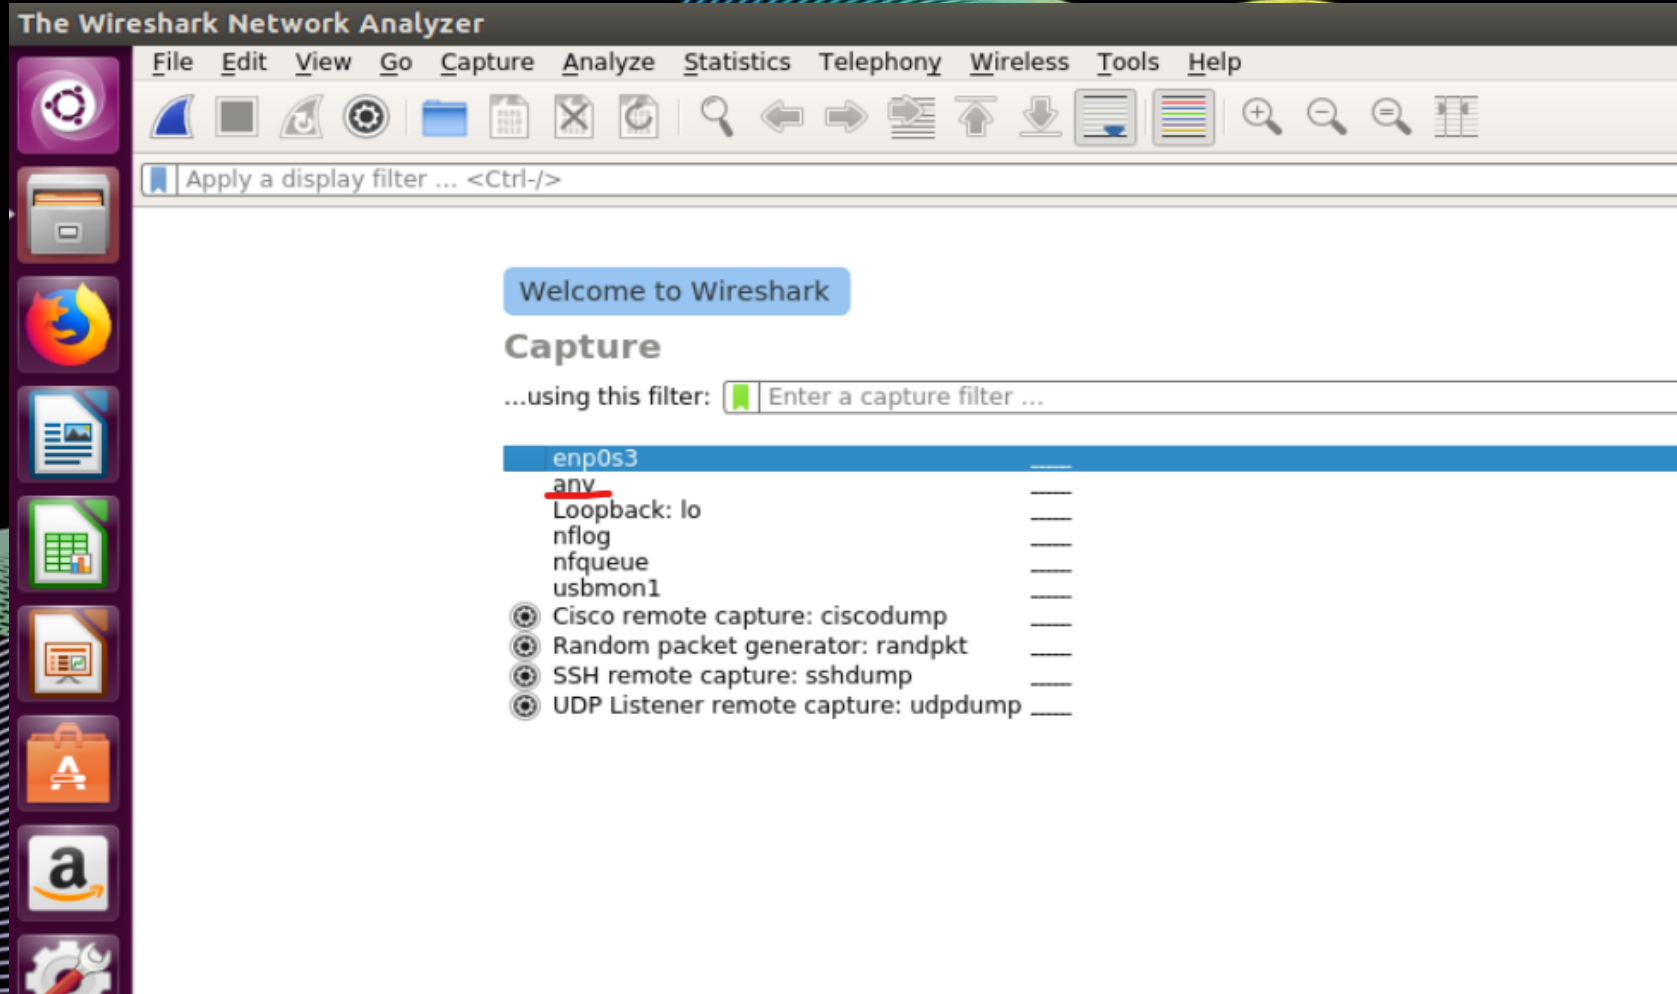 The Wireshark Network Analyzer
File Edit View Go Capture Analyze Statistics Telephony Wireless Tools Help
Apply a display filter ... <Ctrl-/>
Welcome to Wireshark
Capture
...using this filter: Enter a capture filter ...
enp0s3
any
Loopback: lo
nflog
nfqueue
usbmon1
Cisco remote capture: ciscodump
Random packet generator: randpkt
SSH remote capture: sshdump
UDP Listener remote capture: udpdump